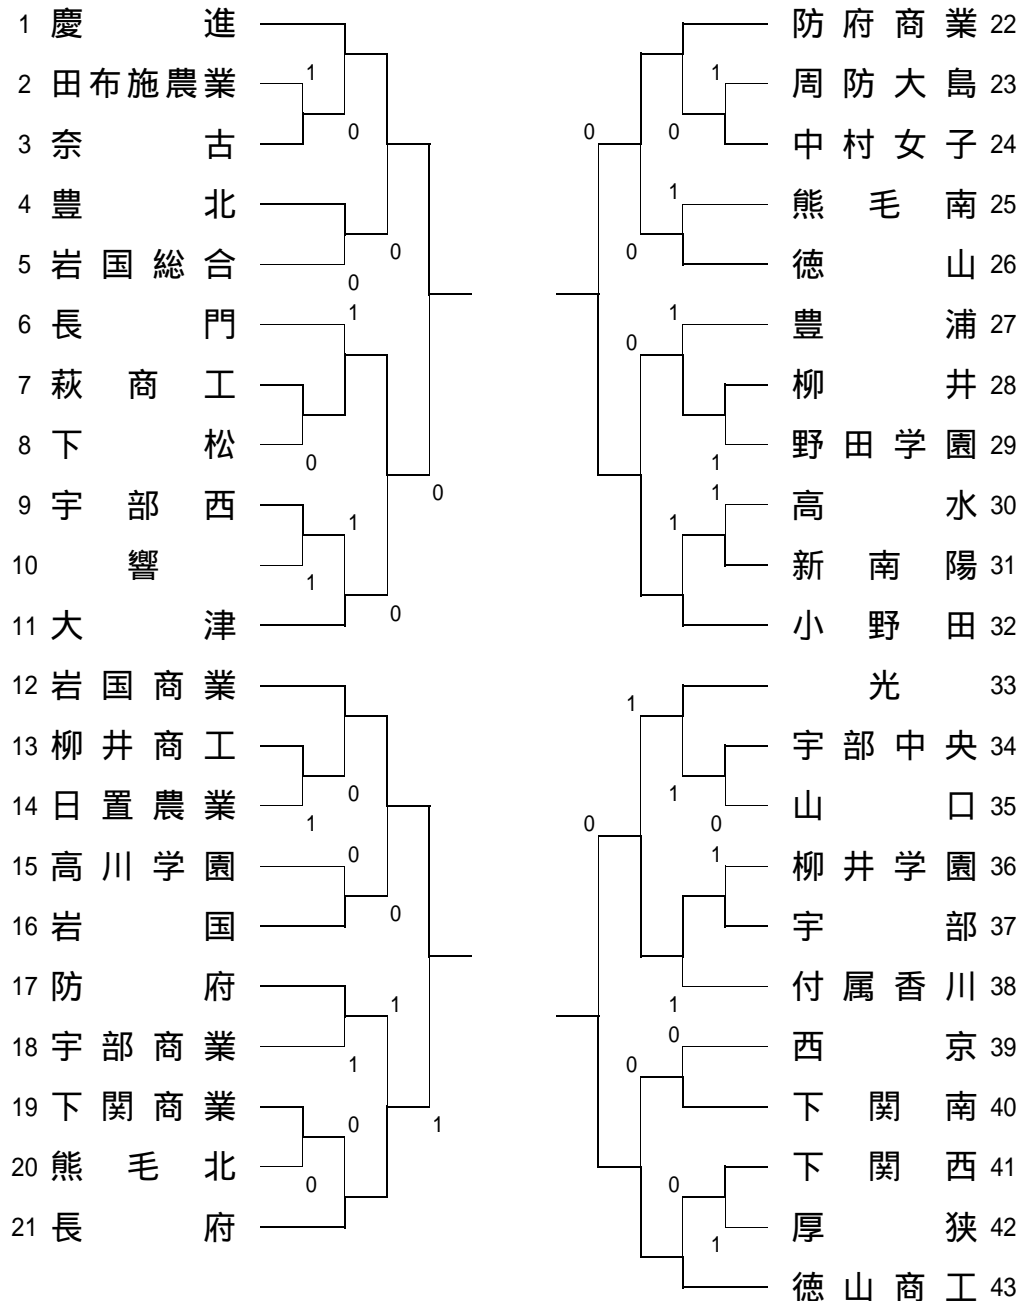 1 慶進
2 田布施農業
3 奈古
4 豊北
5 岩国総合
6 長門
7 萩商工
8 下松
9 宇部西
10 響
11 大津
12 岩国商業
13 柳井商工
14 日置農業
15 高川学園
16 岩国
17 防府
18 宇部商業
19 下関商業
20 熊毛北
21 長府
1
0
0
0
1
0
0
1
1
0
0
1
0
0
1
1
0
1
0
防府商業 22
周防大島 23
中村女子 24
熊毛南 25
徳山 26
豊浦 27
柳井 28
野田学園 29
高水 30
新南陽 31
小野田 32
光 33
宇部中央 34
山口 35
柳井学園 36
宇部 37
付属香川 38
西京 39
下関南 40
下関西 41
厚狭 42
徳山商工 43
1
0
0
1
0
1
0
1
1
1
1
1
0
0
1
1
0
0
0
1